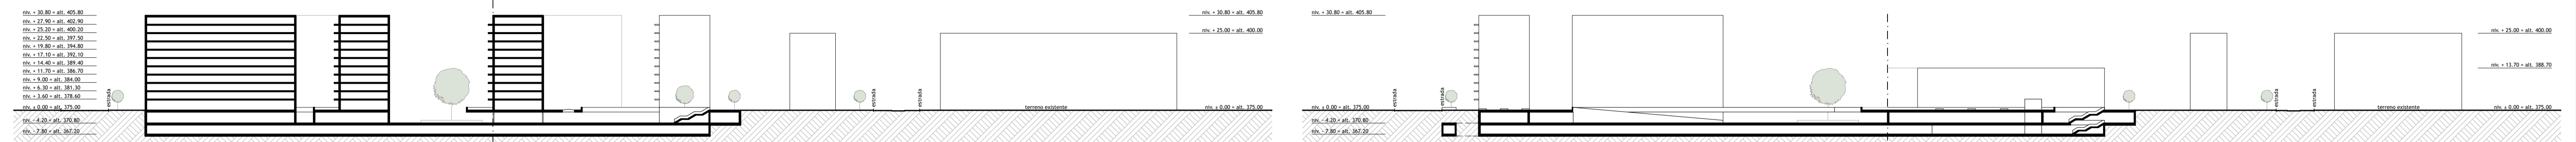 niv. + 30.80 = alt. 405.80
niv. + 27.90 = alt. 402.90
niv. + 25.20 = alt. 400.20
niv. + 22.50 = alt. 397.50
niv. + 19.80 = alt. 394.80
niv. + 17.10 = alt. 392.10
niv. + 14.40 = alt. 389.40
niv. + 11.70 = alt. 386.70
niv. + 9.00 = alt. 384.00
niv. + 6.30 = alt. 381.30
niv. + 3.60 = alt. 378.60
niv. ± 0.00 = alt. 375.00
niv. - 4.20 = alt. 370.80
niv. - 7.80 = alt. 367.20
estrada
estrada
estrada
terreno existente
niv. + 30.80 = alt. 405.80
niv. + 25.00 = alt. 400.00
niv. ± 0.00 = alt. 375.00
niv. + 30.80 = alt. 405.80
niv. ± 0.00 = alt. 375.00
niv. - 4.20 = alt. 370.80
niv. - 7.80 = alt. 367.20
estrada
estrada
estrada
estrada
terreno existente
niv. + 25.00 = alt. 400.00
niv. + 13.70 = alt. 388.70
niv. ± 0.00 = alt. 375.00